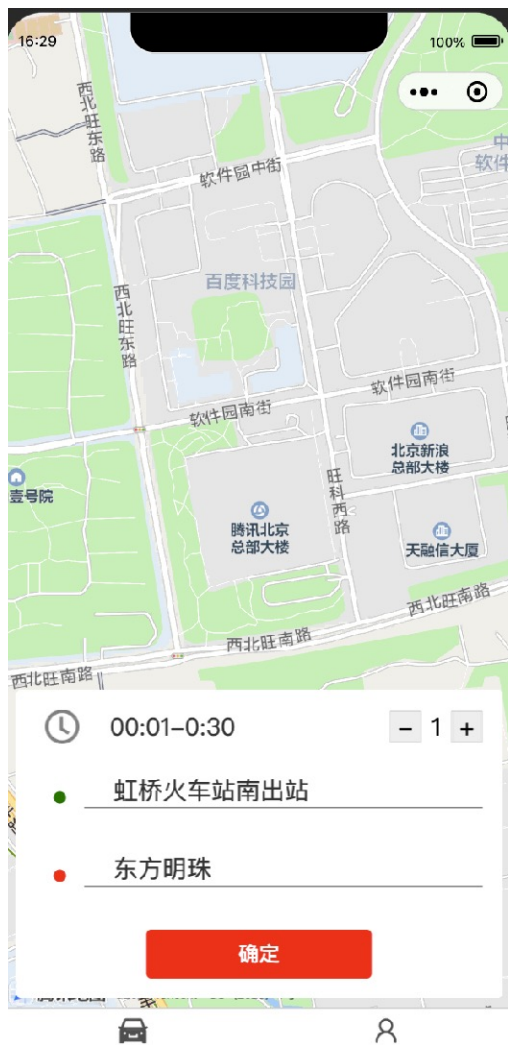 16:29
100%
西北旺东路
中
软件
软件园中街
百度科技园
西北旺东路
软件园南街
软件园南街
北京新浪
总部大楼
旺科西路
壹号院
腾讯北京
总部大楼
天融信大厦
西北旺南路
西北旺南路
西北旺南路
00:01–0:30
– 1 +
虹桥火车站南出站
东方明珠
确定